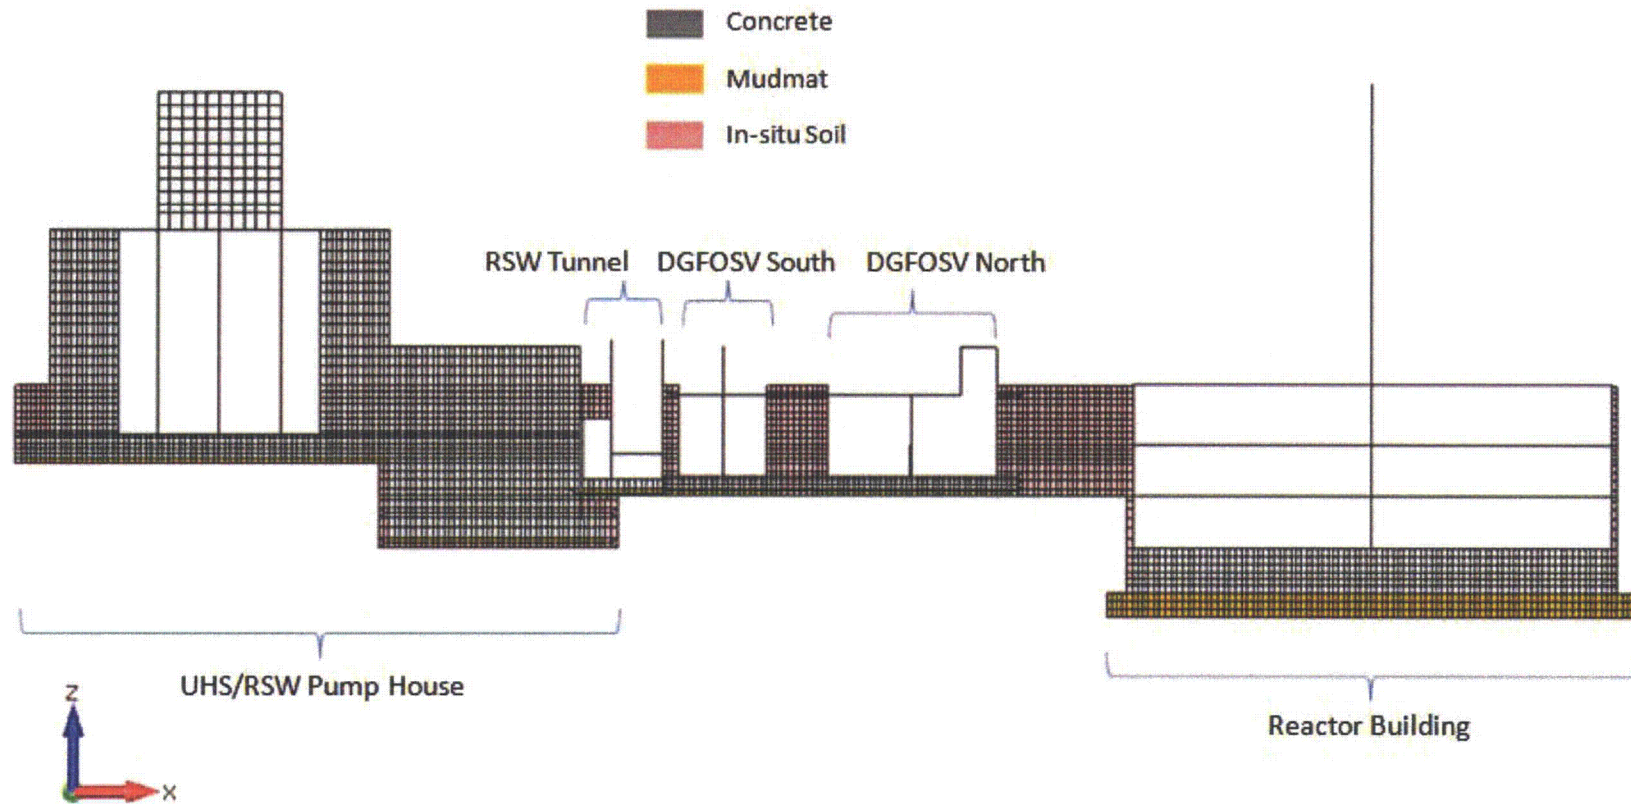 Concrete
Mudmat
In-situ Soil
RSW Tunnel DGFOSV South DGFOSV North
UHS/RSW Pump House
Reactor Building
Z
X